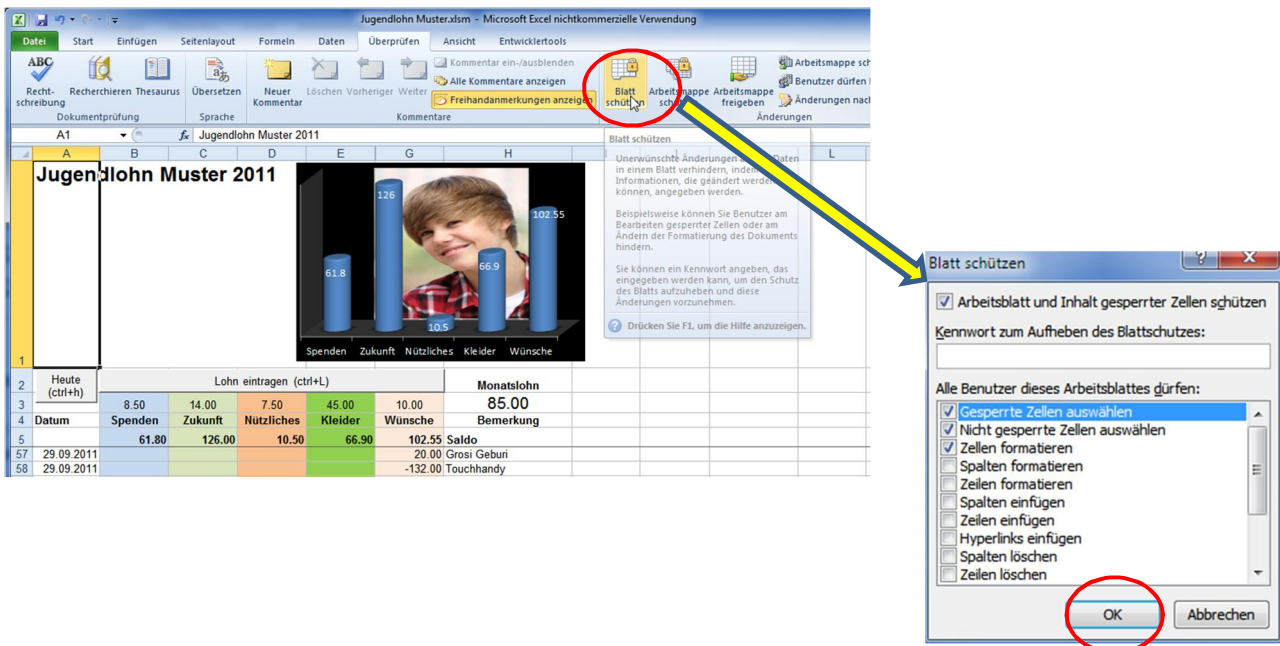 Jugendlohn Muster.xlsm - Microsoft Excel nichtkommerzielle Verwendung
Datei Start Einfügen Seitenlayout Formeln Daten Überprüfen Ansicht Entwicklertools
ABC
Recht-
schreibung
Recherchieren Thesaurus
Übersetzen
Neuer
Kommentar
Löschen Vorheriger Weiter
Kommentar ein-/ausblenden
Alle Kommentare anzeigen
Freihandanmerkungen anzeigen
Blatt
schützen
Arbeitsmappe
Arbeitsmappe
freigeben
Arbeitsmappe sch
Benutzer dürfen
Änderungen nach
Dokumentprüfung Sprache Kommentare Änderungen
A1 fx Jugendlohn Muster 2011
A B C D E G H L
1
Jugendlohn Muster 2011
126
102.55
61.8
66.9
10.5
Spenden Zukunft Nützliches Kleider Wünsche
Blatt schützen
Unerwünschte Änderungen Daten
in einem Blatt verhindern, indem
Informationen, die geändert werden
können, angegeben werden.
Beispielsweise können Sie Benutzer am
Bearbeiten gesperrter Zellen oder am
Ändern der Formatierung des Dokuments
hindern.
Sie können ein Kennwort angeben, das
eingegeben werden kann, um den Schutz
des Blatts aufzuheben und diese
Änderungen vorzunehmen.
Drücken Sie F1, um die Hilfe anzuzeigen.
2 Heute
(ctrl+h)
Lohn eintragen (ctrl+L) Monatslohn
3 8.50 14.00 7.50 45.00 10.00 85.00
4 Datum Spenden Zukunft Nützliches Kleider Wünsche Bemerkung
5 61.80 126.00 10.50 66.90 102.55 Saldo
57 29.09.2011 20.00 Grosi Geburi
58 29.09.2011 -132.00 Touchhandy
Blatt schützen
? X
Arbeitsblatt und Inhalt gesperrter Zellen schützen
Kennwort zum Aufheben des Blattschutzes:
Alle Benutzer dieses Arbeitsblattes dürfen:
Gesperrte Zellen auswählen
Nicht gesperrte Zellen auswählen
Zellen formatieren
Spalten formatieren
Zeilen formatieren
Spalten einfügen
Zeilen einfügen
Hyperlinks einfügen
Spalten löschen
Zeilen löschen
OK Abbrechen